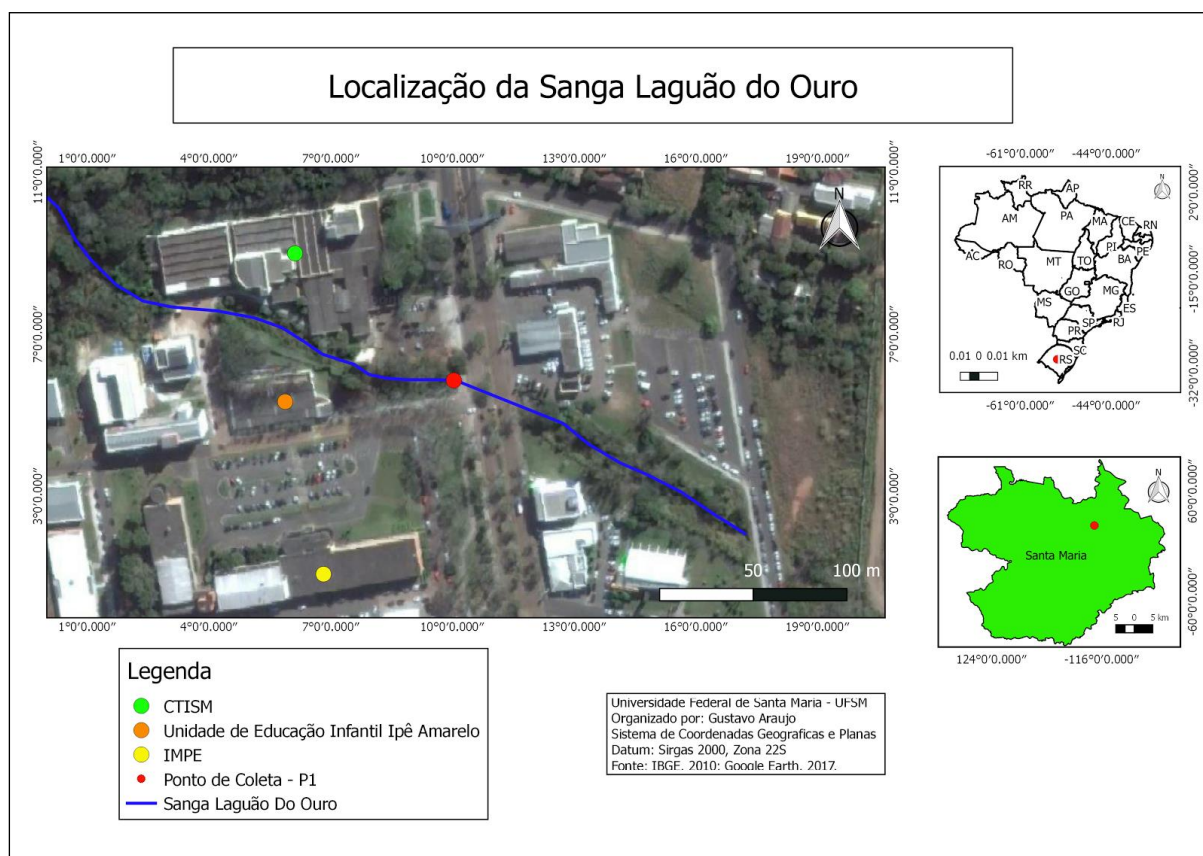 Localização da Sanga Laguão do Ouro
1°0'0.000" 4°0'0.000" 7°0'0.000" 10°0'0.000" 13°0'0.000" 16°0'0.000" 19°0'0.000"
11°0'0.000"
7°0'0.000"
3°0'0.000"
N
11°0'0.000"
7°0'0.000"
3°0'0.000"
50 100 m
1°0'0.000" 4°0'0.000" 7°0'0.000" 10°0'0.000" 13°0'0.000" 16°0'0.000" 19°0'0.000"
-61°0'0.000" -44°0'0.000"
N
RR AP
AM PA MA CE RN
PI PE
AC RO MT TO BA
GO MG
MS ES
SP RJ
PR
SC
RS
0.01 0 0.01 km
2°0'0.000"
-15°0'0.000"
-32°0'0.000"
-61°0'0.000" -44°0'0.000"
N
Santa Maria
5 0 5 km
60°0'0.000"
-60°0'0.000"
124°0'0.000" -116°0'0.000"
Legenda
CTISM
Unidade de Educação Infantil Ipê Amarelo
IMPE
Ponto de Coleta - P1
Sanga Laguão Do Ouro
Universidade Federal de Santa Maria - UFSM
Organizado por: Gustavo Araujo
Sistema de Coordenadas Geograficas e Planas
Datum: Sirgas 2000, Zona 22S
Fonte: IBGE, 2010; Google Earth, 2017.